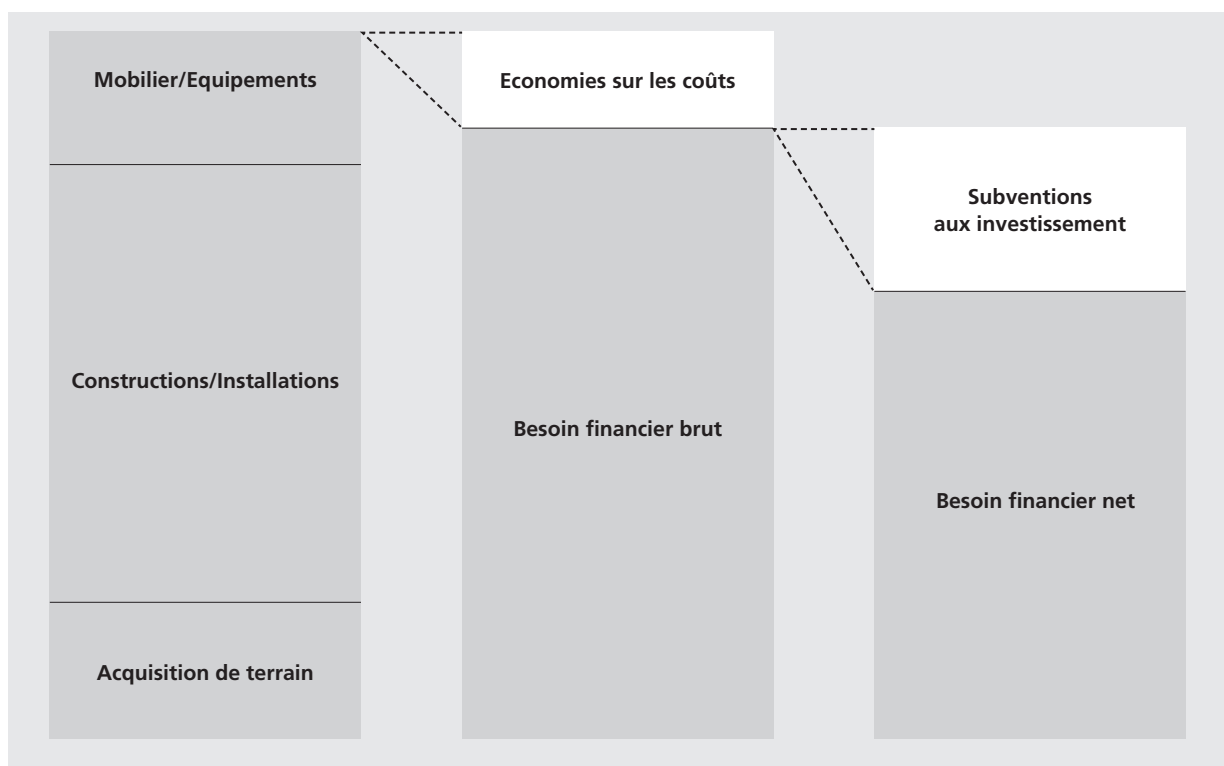 Mobilier/Equipements
Constructions/Installations
Acquisition de terrain
Economies sur les coûts
Besoin financier brut
Subventions
aux investissement
Besoin financier net